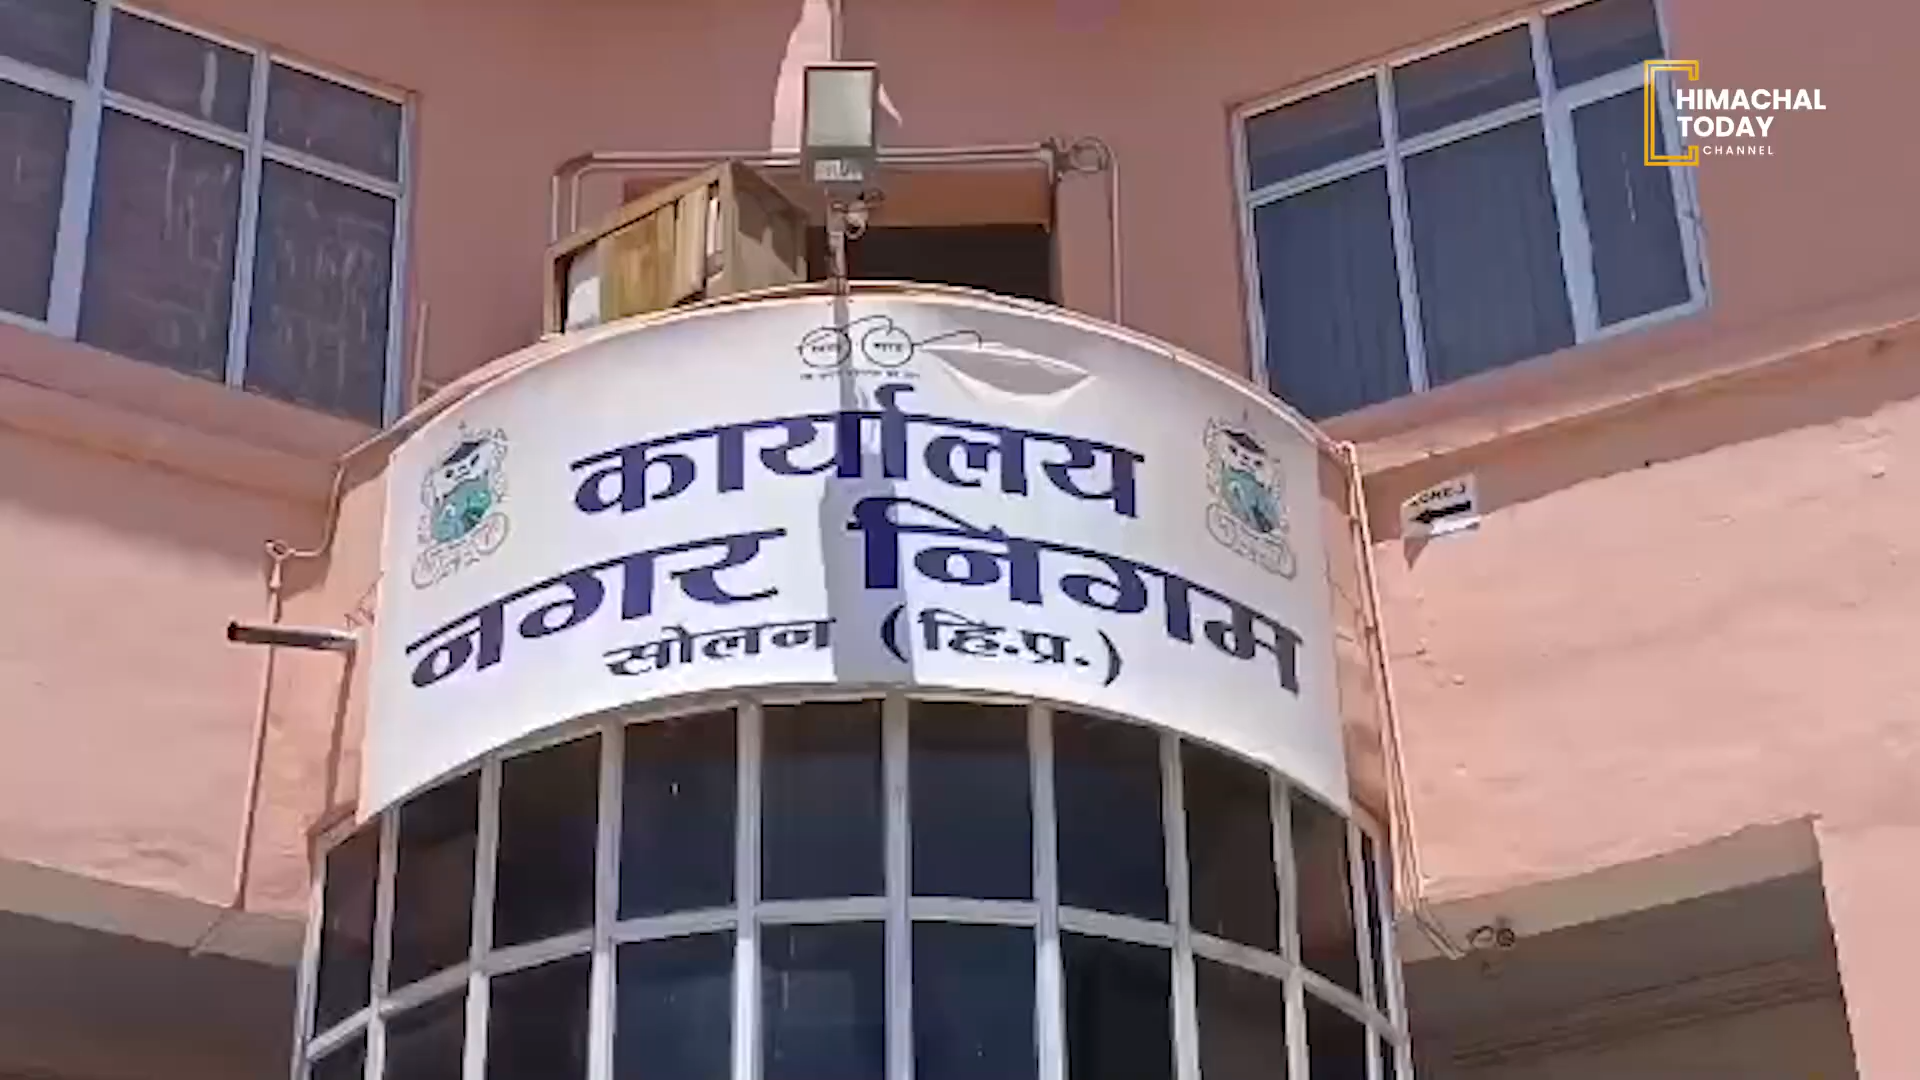 HIMACHAL
TODAY
CHANNEL
कार्यालय
नगर निगम
सोलन (हि.प्र.)